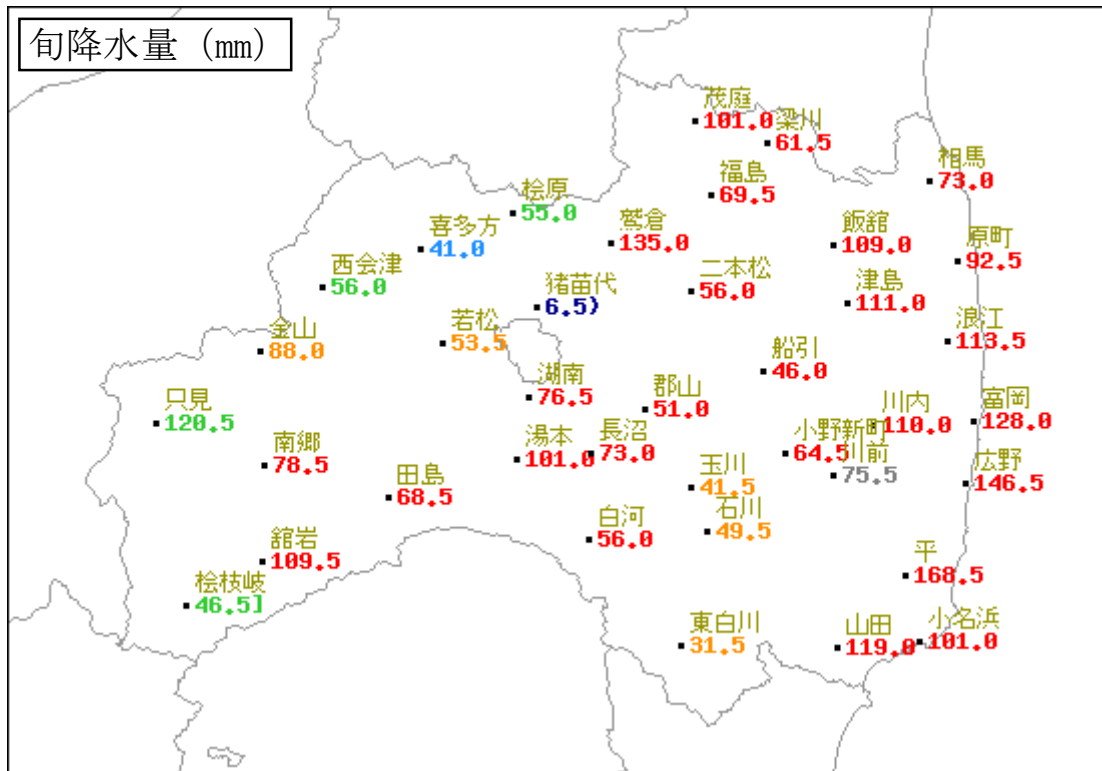 旬降水量 (mm)
茂庭
101.0
梁川
61.5
相馬
73.0
福島
69.5
桧原
55.0
鷲倉
135.0
喜多方
41.0
飯舘
109.0
原町
92.5
西会津
56.0
猪苗代
6.5)
二本松
56.0
津島
111.0
金山
88.0
若松
53.5
浪江
113.5
船引
46.0
湖南
76.5
郡山
51.0
只見
120.5
川内
110.0
富岡
128.0
南郷
78.5
湯本
101.0
長沼
73.0
小野新町
64.5
川前
75.5
広野
146.5
田島
68.5
玉川
41.5
石川
49.5
白河
56.0
舘岩
109.5
平
168.5
桧枝岐
46.5]
東白川
31.5
山田
119.0
小名浜
101.0